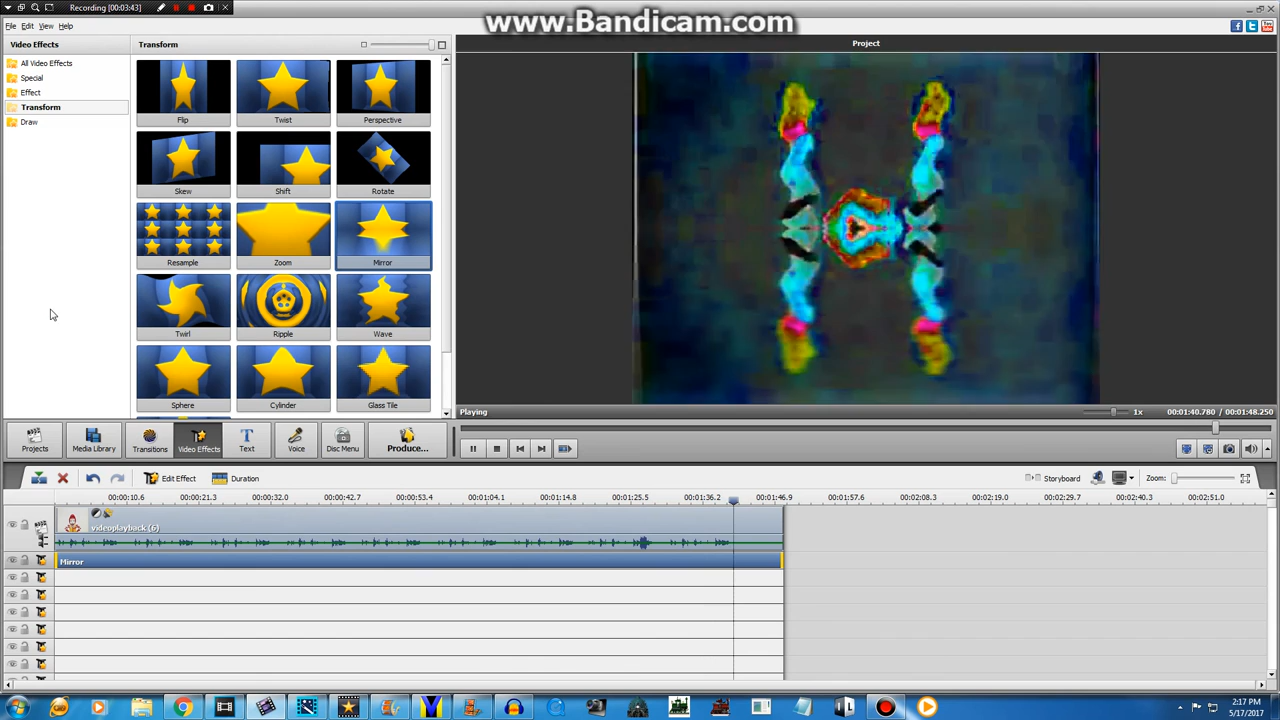 Recording [00:03:43]
www.Bandicam.com
File Edit View Help
Video Effects
Transform
Project
All Video Effects
Special
Effect
Transform
Draw
Flip Twist Perspective
Skew Shift Rotate
Resample Zoom Mirror
Twirl Ripple Wave
Sphere Cylinder Glass Tile
Playing
1x
00:01:40.780 / 00:01:48.250
Projects Media Library Transitions Video Effects Text Voice Disc Menu Produce...
Edit Effect Duration Storyboard Zoom:
00:00:10.6 00:00:21.3 00:00:32.0 00:00:42.7 00:00:53.4 00:01:04.1 00:01:14.8 00:01:25.5 00:01:36.2 00:01:46.9 00:01:57.6 00:02:08.3 00:02:19.0 00:02:29.7 00:02:40.3 00:02:51.0
videoplayback (6)
Mirror
2:17 PM
5/17/2017